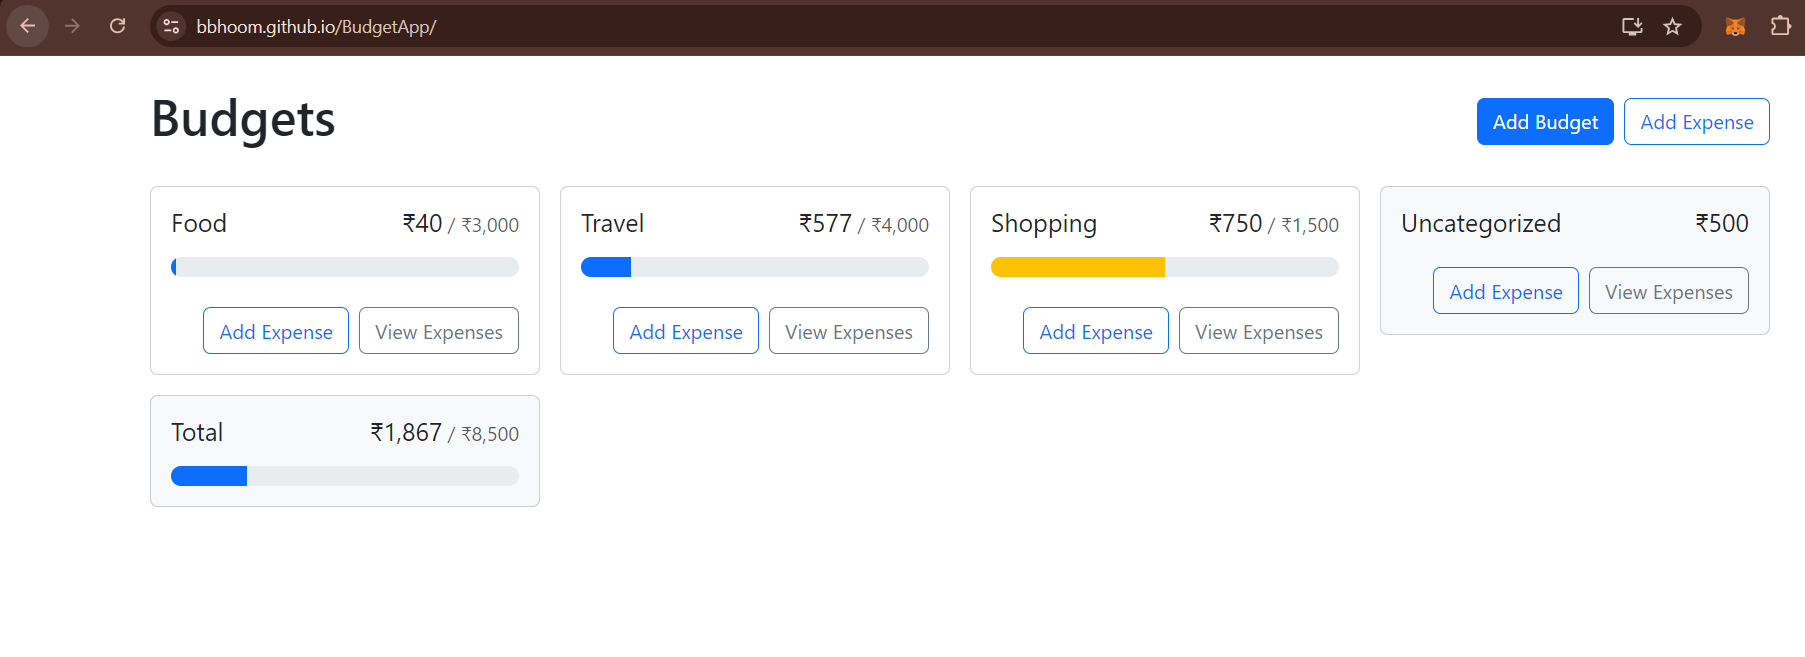 bbhoom.github.io/BudgetApp/
Budgets
Add Budget
Add Expense
Food ₹40 / ₹3,000
Add Expense View Expenses
Travel ₹577 / ₹4,000
Add Expense View Expenses
Shopping ₹750 / ₹1,500
Add Expense View Expenses
Uncategorized ₹500
Add Expense View Expenses
Total ₹1,867 / ₹8,500